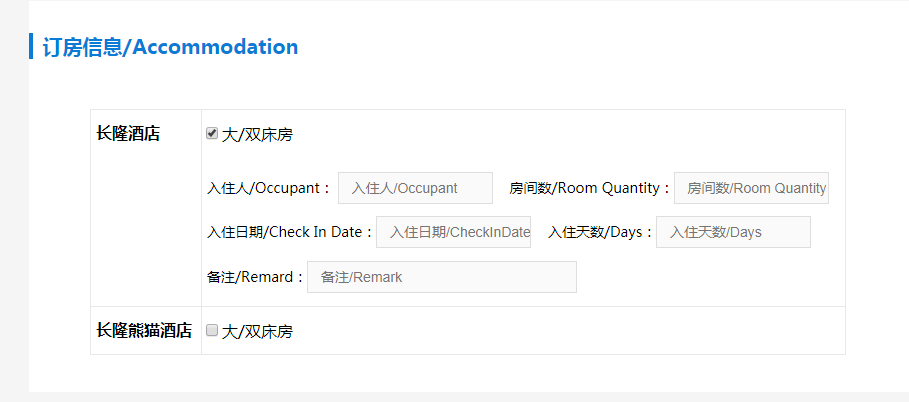 订房信息/Accommodation
长隆酒店 大/双床房
入住人/Occupant： 入住人/Occupant 房间数/Room Quantity： 房间数/Room Quantity
入住日期/Check In Date： 入住日期/CheckInDate 入住天数/Days： 入住天数/Days
备注/Remard： 备注/Remark
长隆熊猫酒店 大/双床房